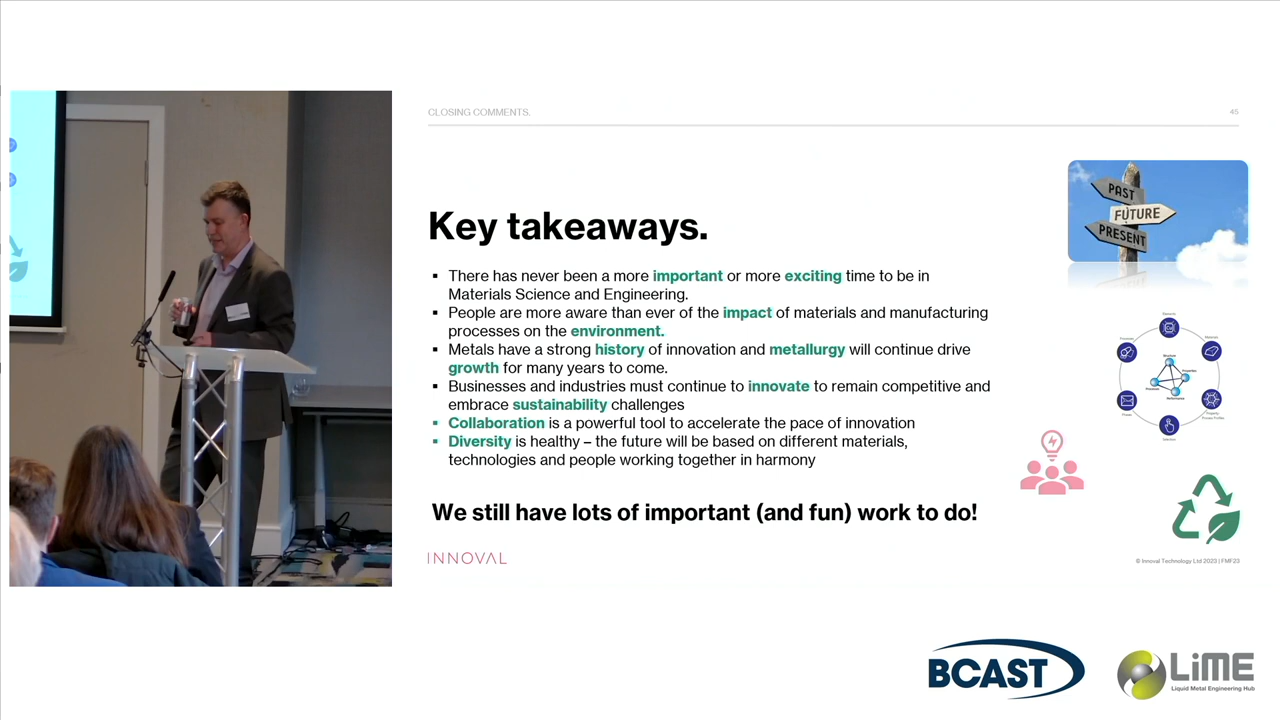 CLOSING COMMENTS.
45
PAST
FUTURE
PRESENT
Key takeaways.
▪ There has never been a more important or more exciting time to be in
Materials Science and Engineering.
▪ People are more aware than ever of the impact of materials and manufacturing
processes on the environment.
▪ Metals have a strong history of innovation and metallurgy will continue drive
growth for many years to come.
▪ Businesses and industries must continue to innovate to remain competitive and
embrace sustainability challenges
▪ Collaboration is a powerful tool to accelerate the pace of innovation
▪ Diversity is healthy – the future will be based on different materials,
technologies and people working together in harmony
Structure
Properties
Processes
Performance
We still have lots of important (and fun) work to do!
INNOVAL
© Innoval Technology Ltd 2023 | FMF23
BCAST
LiME
Liquid Metal Engineering Hub